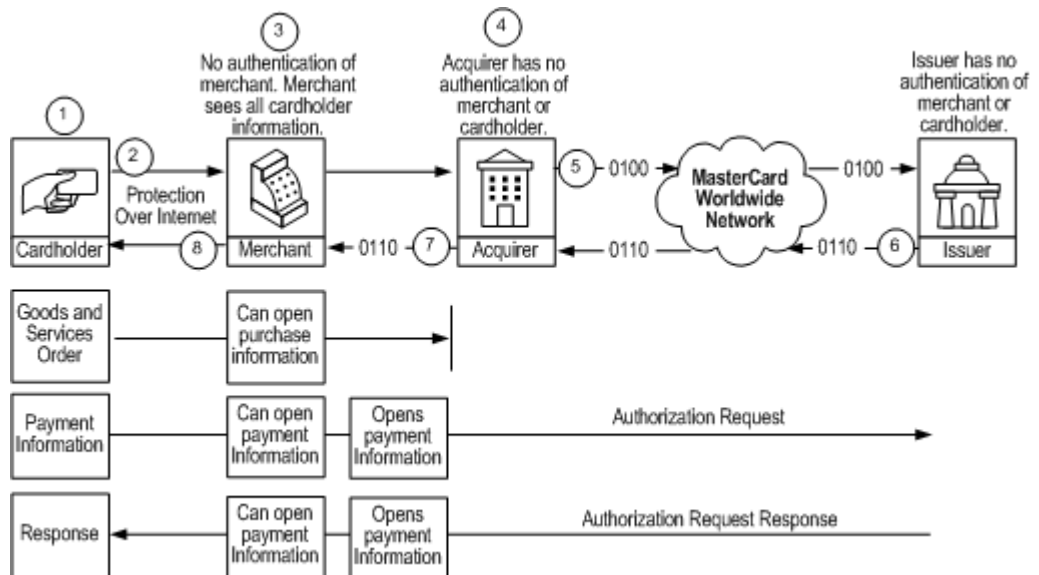 3
4
No authentication of
merchant. Merchant
sees all cardholder
information.
Acquirer has no
authentication of
merchant or
cardholder.
Issuer has no
authentication of
merchant or
cardholder.
1
2
Protection
Over Internet
5
0100
MasterCard
Worldwide
Network
0100
Cardholder
8
Merchant
0110
7
Acquirer
0110
0110
6
Issuer
Goods and
Services
Order
Can open
purchase
information
Payment
Information
Can open
payment
Information
Opens
payment
Information
Authorization Request
Response
Can open
payment
Information
Opens
payment
Information
Authorization Request Response